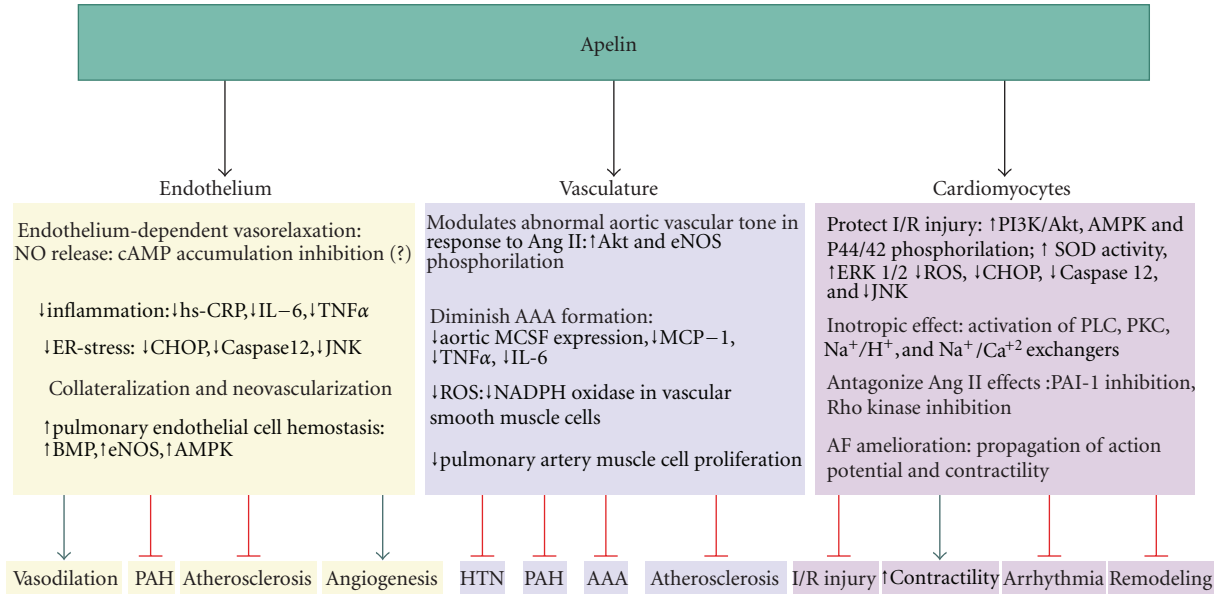 Apelin
Endothelium
Endothelium-dependent vasorelaxation:
NO release: cAMP accumulation inhibition (?)
↓inflammation:↓hs-CRP,↓IL−6,↓TNFα
↓ER-stress: ↓CHOP,↓Caspase12,↓JNK
Collateralization and neovascularization
↑pulmonary endothelial cell hemostasis:
↑BMP,↑eNOS,↑AMPK
Vasculature
Modulates abnormal aortic vascular tone in
response to Ang II:↑Akt and eNOS
phosphorilation
Diminish AAA formation:
↓aortic MCSF expression,↓MCP−1,
↓TNFα, ↓IL-6
↓ROS:↓NADPH oxidase in vascular
smooth muscle cells
↓pulmonary artery muscle cell proliferation
Cardiomyocytes
Protect I/R injury: ↑PI3K/Akt, AMPK and
P44/42 phosphorilation; ↑ SOD activity,
↑ERK 1/2 ↓ROS, ↓CHOP, ↓Caspase 12,
and ↓JNK
Inotropic effect: activation of PLC, PKC,
Na⁺/H⁺, and Na⁺/Ca⁺² exchangers
Antagonize Ang II effects :PAI-1 inhibition,
Rho kinase inhibition
AF amelioration: propagation of action
potential and contractility
Vasodilation
PAH
Atherosclerosis
Angiogenesis
HTN
PAH
AAA
Atherosclerosis
I/R injury
↑Contractility
Arrhythmia
Remodeling